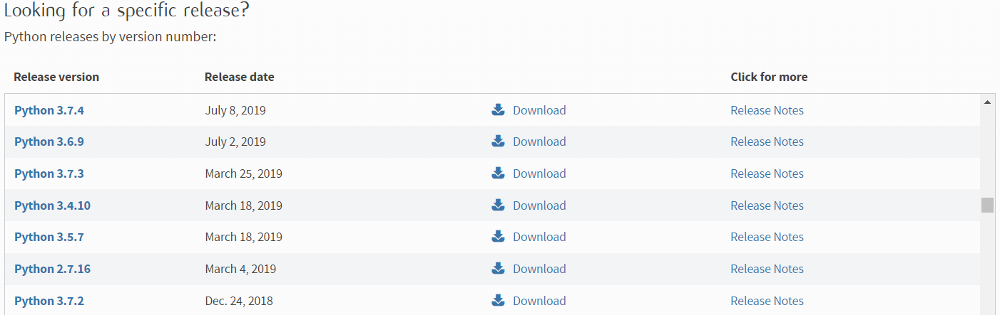 Looking for a specific release?
Python releases by version number:
Release version Release date Click for more
Python 3.7.4 July 8, 2019 Download Release Notes
Python 3.6.9 July 2, 2019 Download Release Notes
Python 3.7.3 March 25, 2019 Download Release Notes
Python 3.4.10 March 18, 2019 Download Release Notes
Python 3.5.7 March 18, 2019 Download Release Notes
Python 2.7.16 March 4, 2019 Download Release Notes
Python 3.7.2 Dec. 24, 2018 Download Release Notes